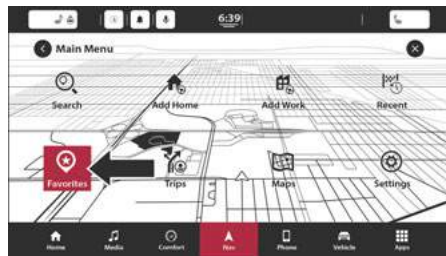 6:39
Main Menu
Search
Add Home
Add Work
Recent
Favorites
Trips
Maps
Settings
Home
Media
Comfort
Nav
Phone
Vehicle
Apps